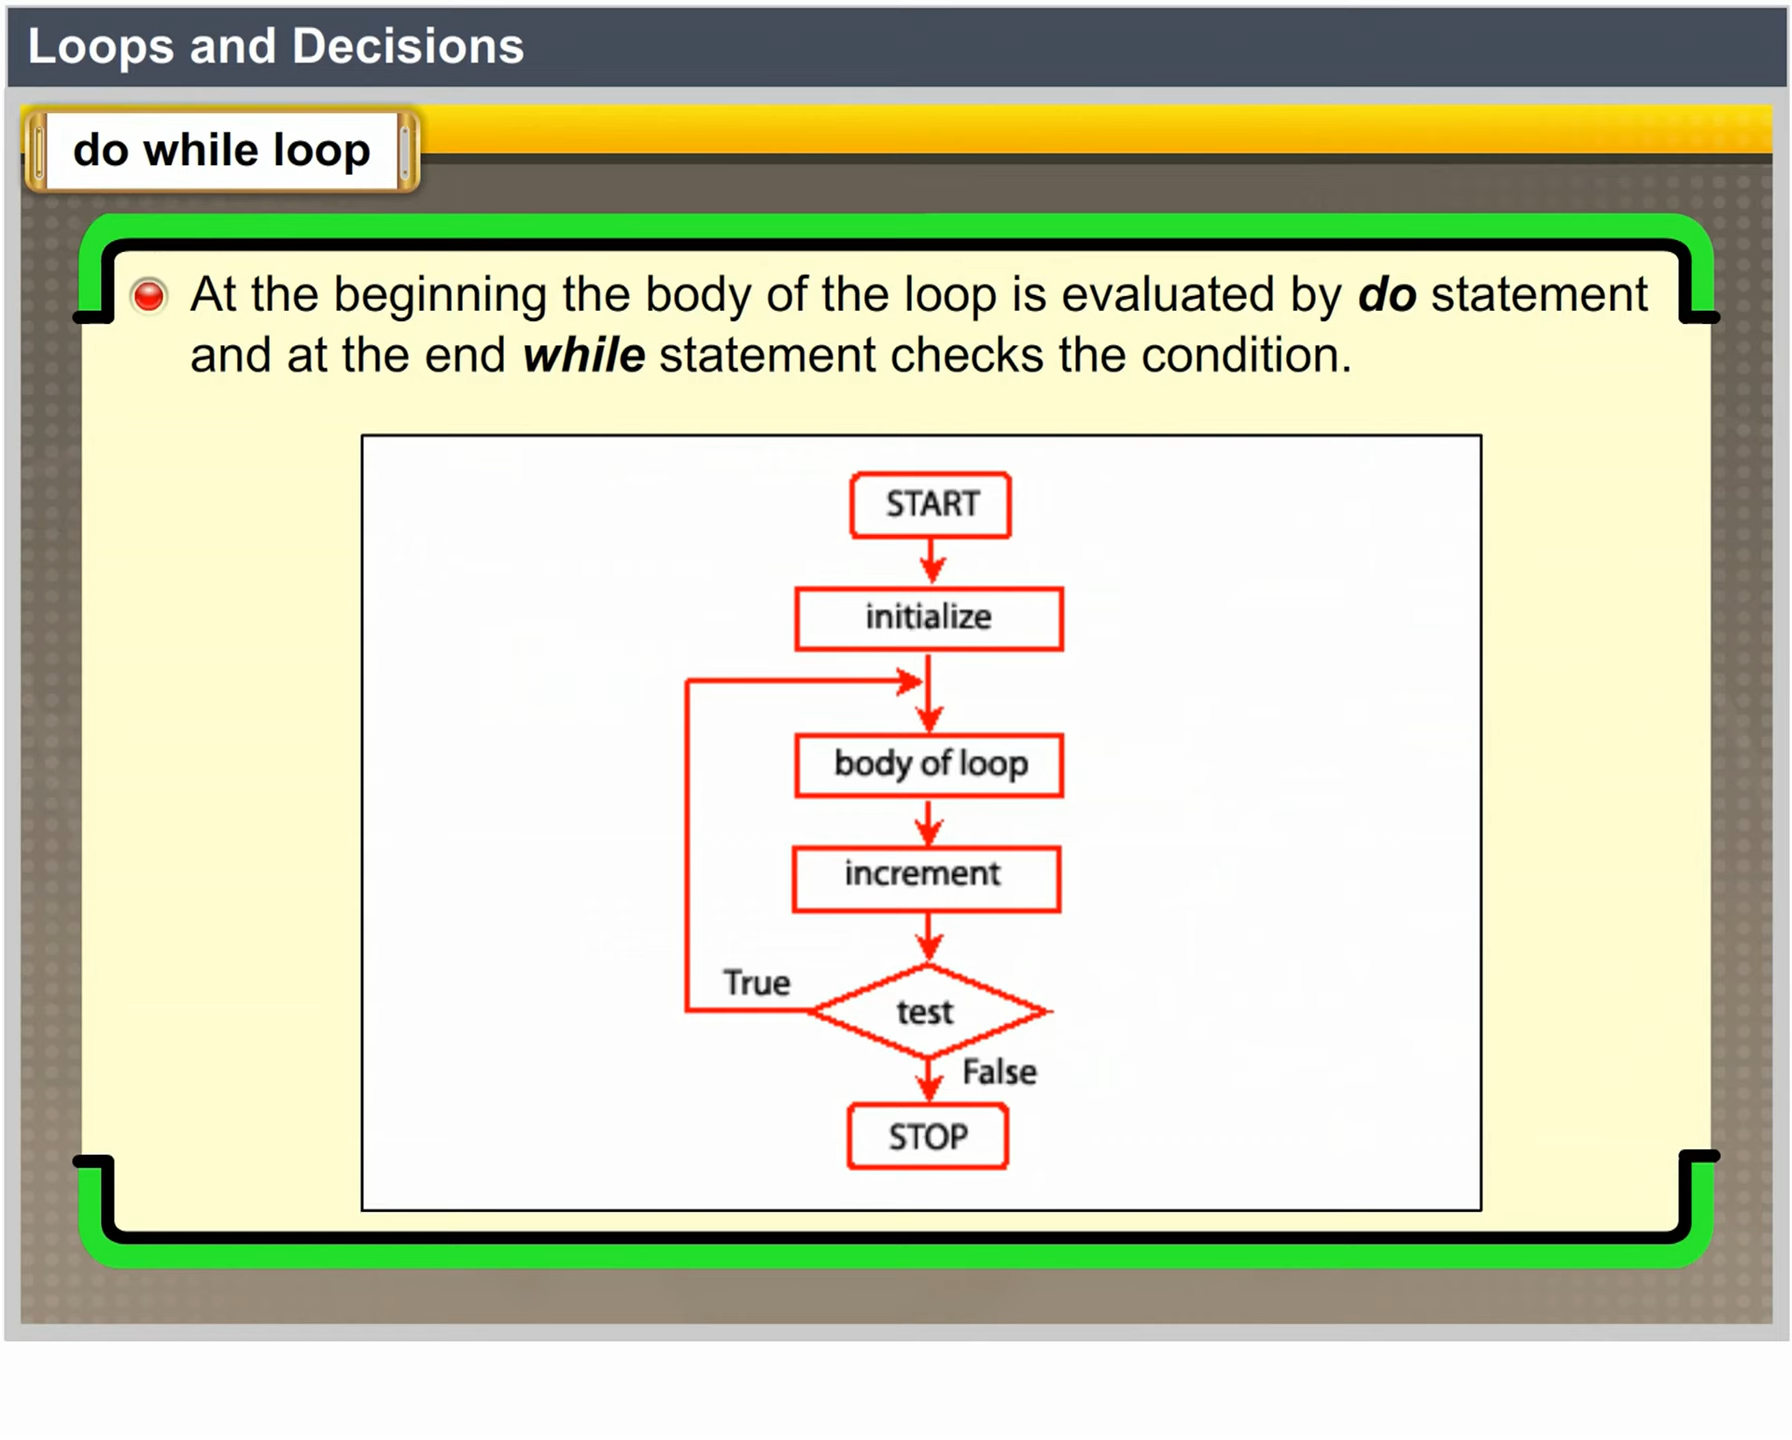 Loops and Decisions
do while loop
At the beginning the body of the loop is evaluated by do statement
and at the end while statement checks the condition.
START
initialize
body of loop
increment
True
test
False
STOP